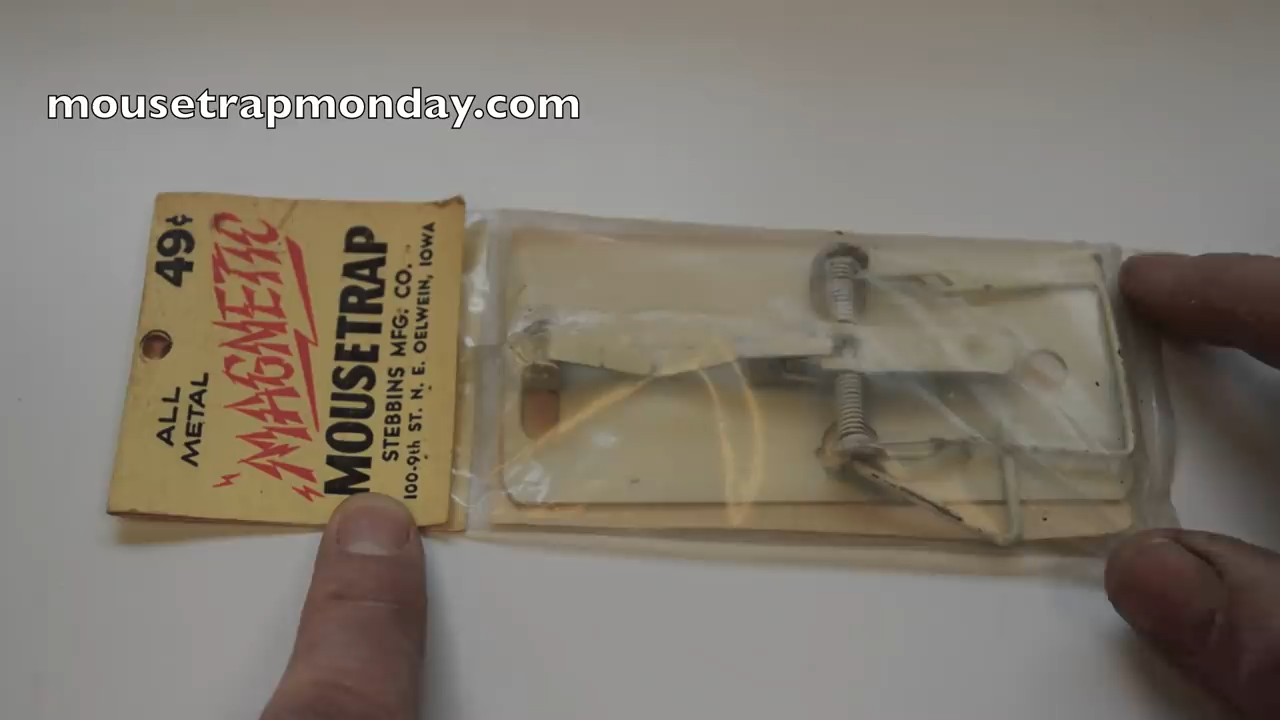 mousetrapmonday.com
49¢
ALL
METAL
MAGNETIC
MOUSETRAP
STEBBINS MFG. CO.
100-9th ST. N. E. OELWEIN, IOWA